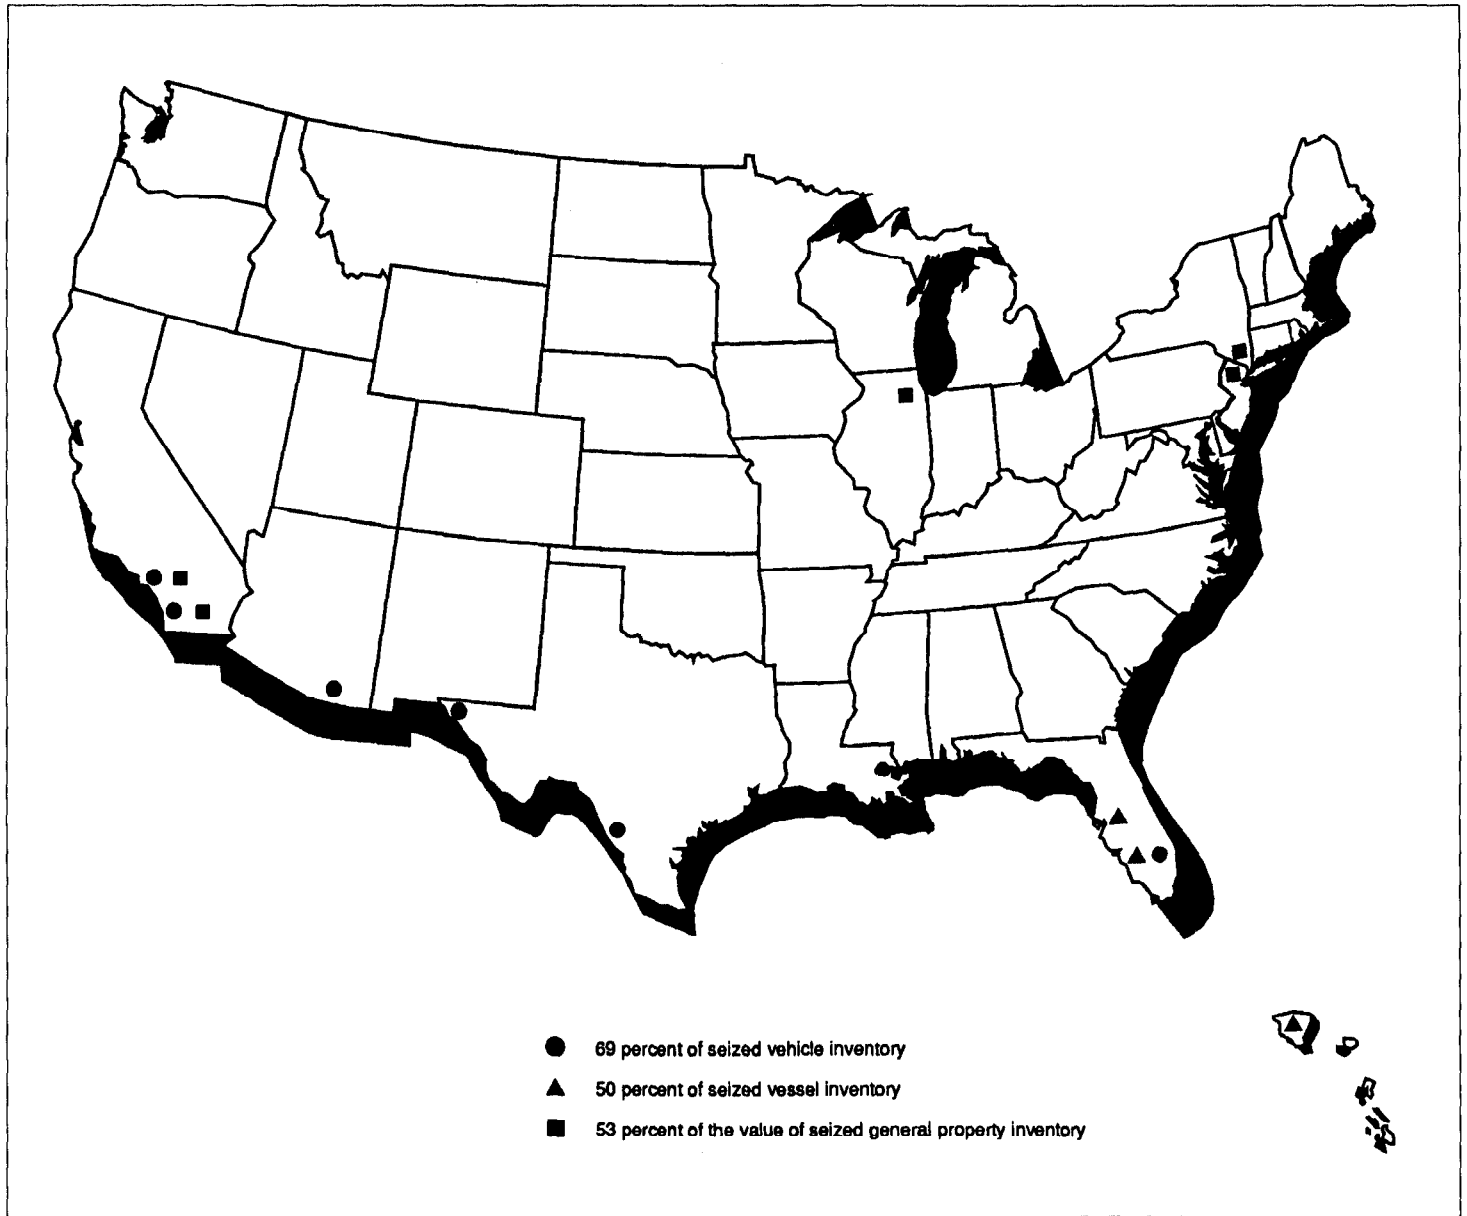 69 percent of seized vehicle inventory
50 percent of seized vessel inventory
53 percent of the value of seized general property inventory